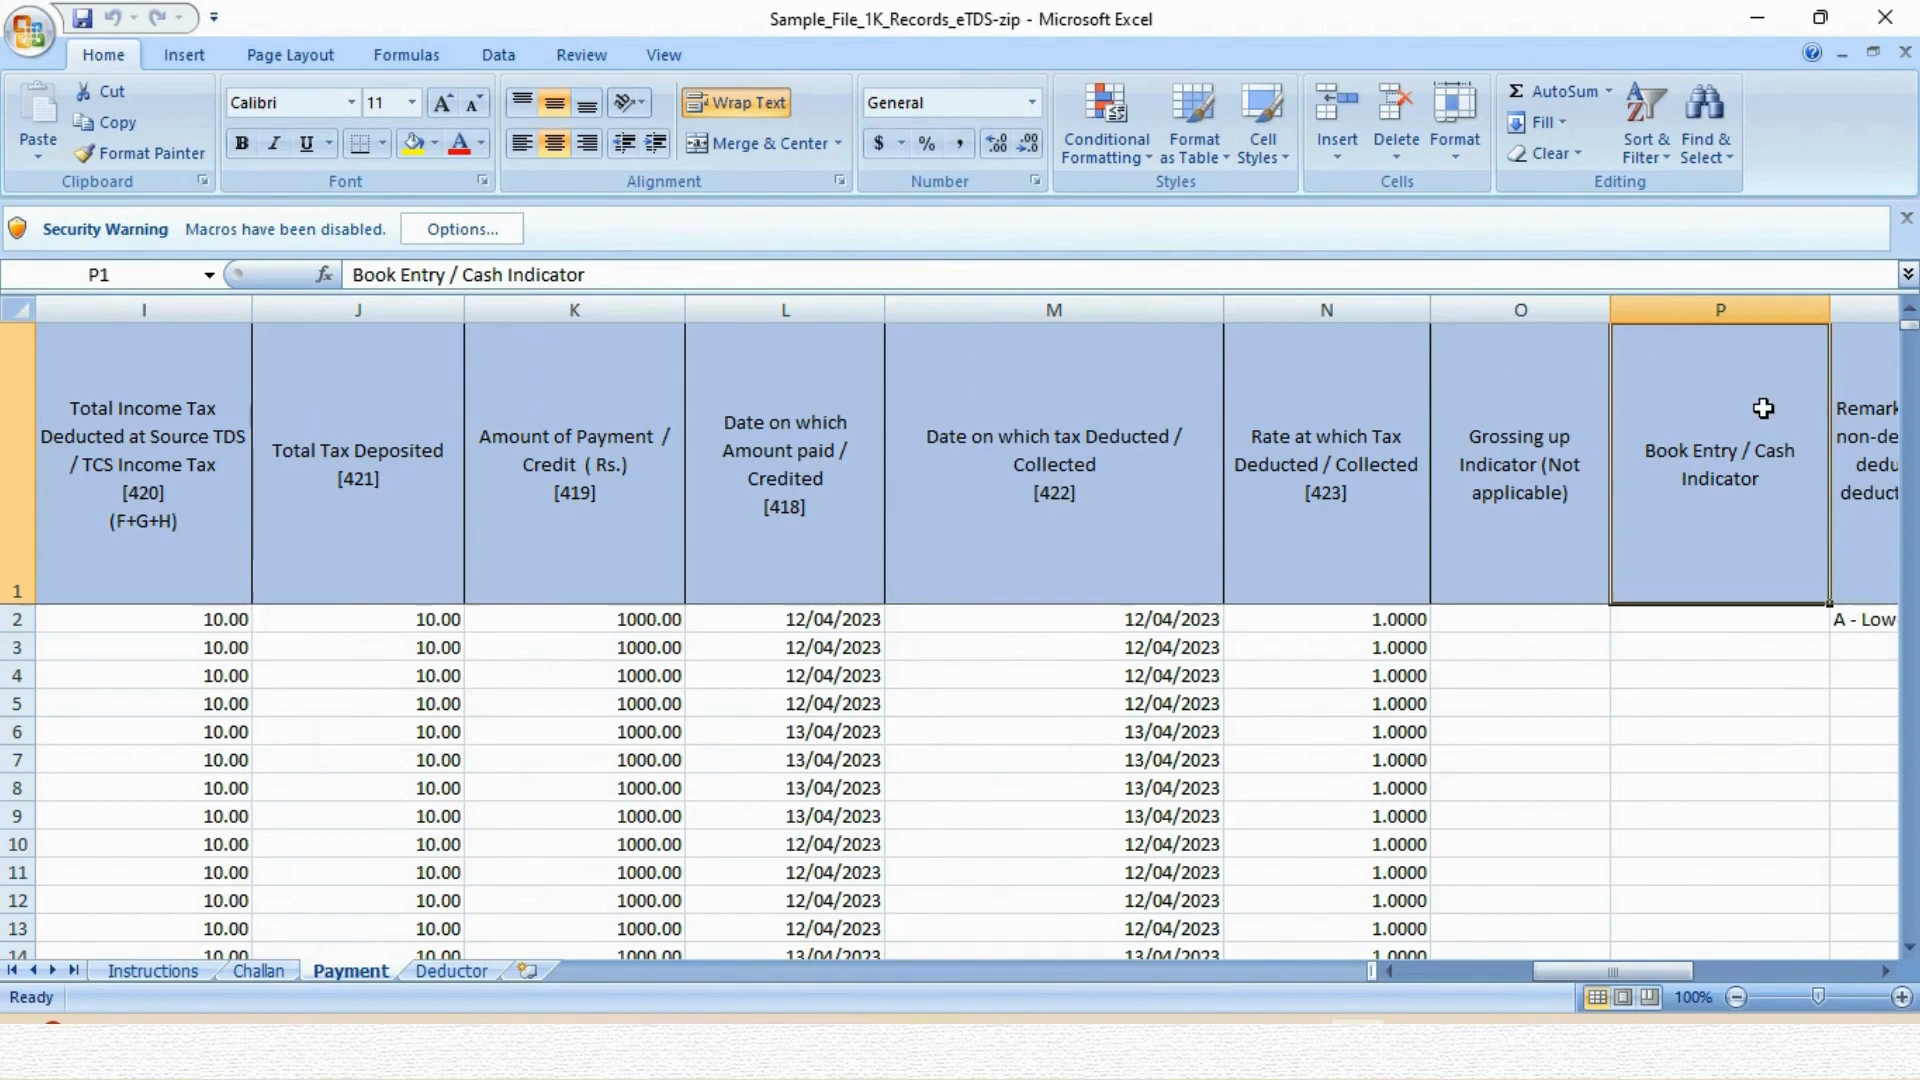 Sample_File_1K_Records_eTDS-zip - Microsoft Excel
Home Insert Page Layout Formulas Data Review View
Paste
Cut
Copy
Format Painter
Clipboard
Calibri 11
B I U
Font
Wrap Text
Merge & Center
Alignment
General
$ % ,
Number
Conditional Formatting
Format as Table
Cell Styles
Styles
Insert Delete Format
Cells
AutoSum
Fill
Clear
Sort & Filter
Find & Select
Editing
Security Warning Macros have been disabled. Options...
P1 fx Book Entry / Cash Indicator
I J K L M N O P
1
Total Income Tax
Deducted at Source TDS
/ TCS Income Tax
[420]
(F+G+H)
Total Tax Deposited
[421]
Amount of Payment /
Credit ( Rs.)
[419]
Date on which
Amount paid /
Credited
[418]
Date on which tax Deducted /
Collected
[422]
Rate at which Tax
Deducted / Collected
[423]
Grossing up
Indicator (Not
applicable)
Book Entry / Cash
Indicator
Remark
non-de
dedu
deduct
2 10.00 10.00 1000.00 12/04/2023 12/04/2023 1.0000 A - Low
3 10.00 10.00 1000.00 12/04/2023 12/04/2023 1.0000
4 10.00 10.00 1000.00 12/04/2023 12/04/2023 1.0000
5 10.00 10.00 1000.00 12/04/2023 12/04/2023 1.0000
6 10.00 10.00 1000.00 13/04/2023 13/04/2023 1.0000
7 10.00 10.00 1000.00 13/04/2023 13/04/2023 1.0000
8 10.00 10.00 1000.00 13/04/2023 13/04/2023 1.0000
9 10.00 10.00 1000.00 13/04/2023 13/04/2023 1.0000
10 10.00 10.00 1000.00 12/04/2023 12/04/2023 1.0000
11 10.00 10.00 1000.00 12/04/2023 12/04/2023 1.0000
12 10.00 10.00 1000.00 12/04/2023 12/04/2023 1.0000
13 10.00 10.00 1000.00 12/04/2023 12/04/2023 1.0000
14 10.00 10.00 1000.00 13/04/2023 13/04/2023 1.0000
Instructions Challan Payment Deductor
Ready 100%